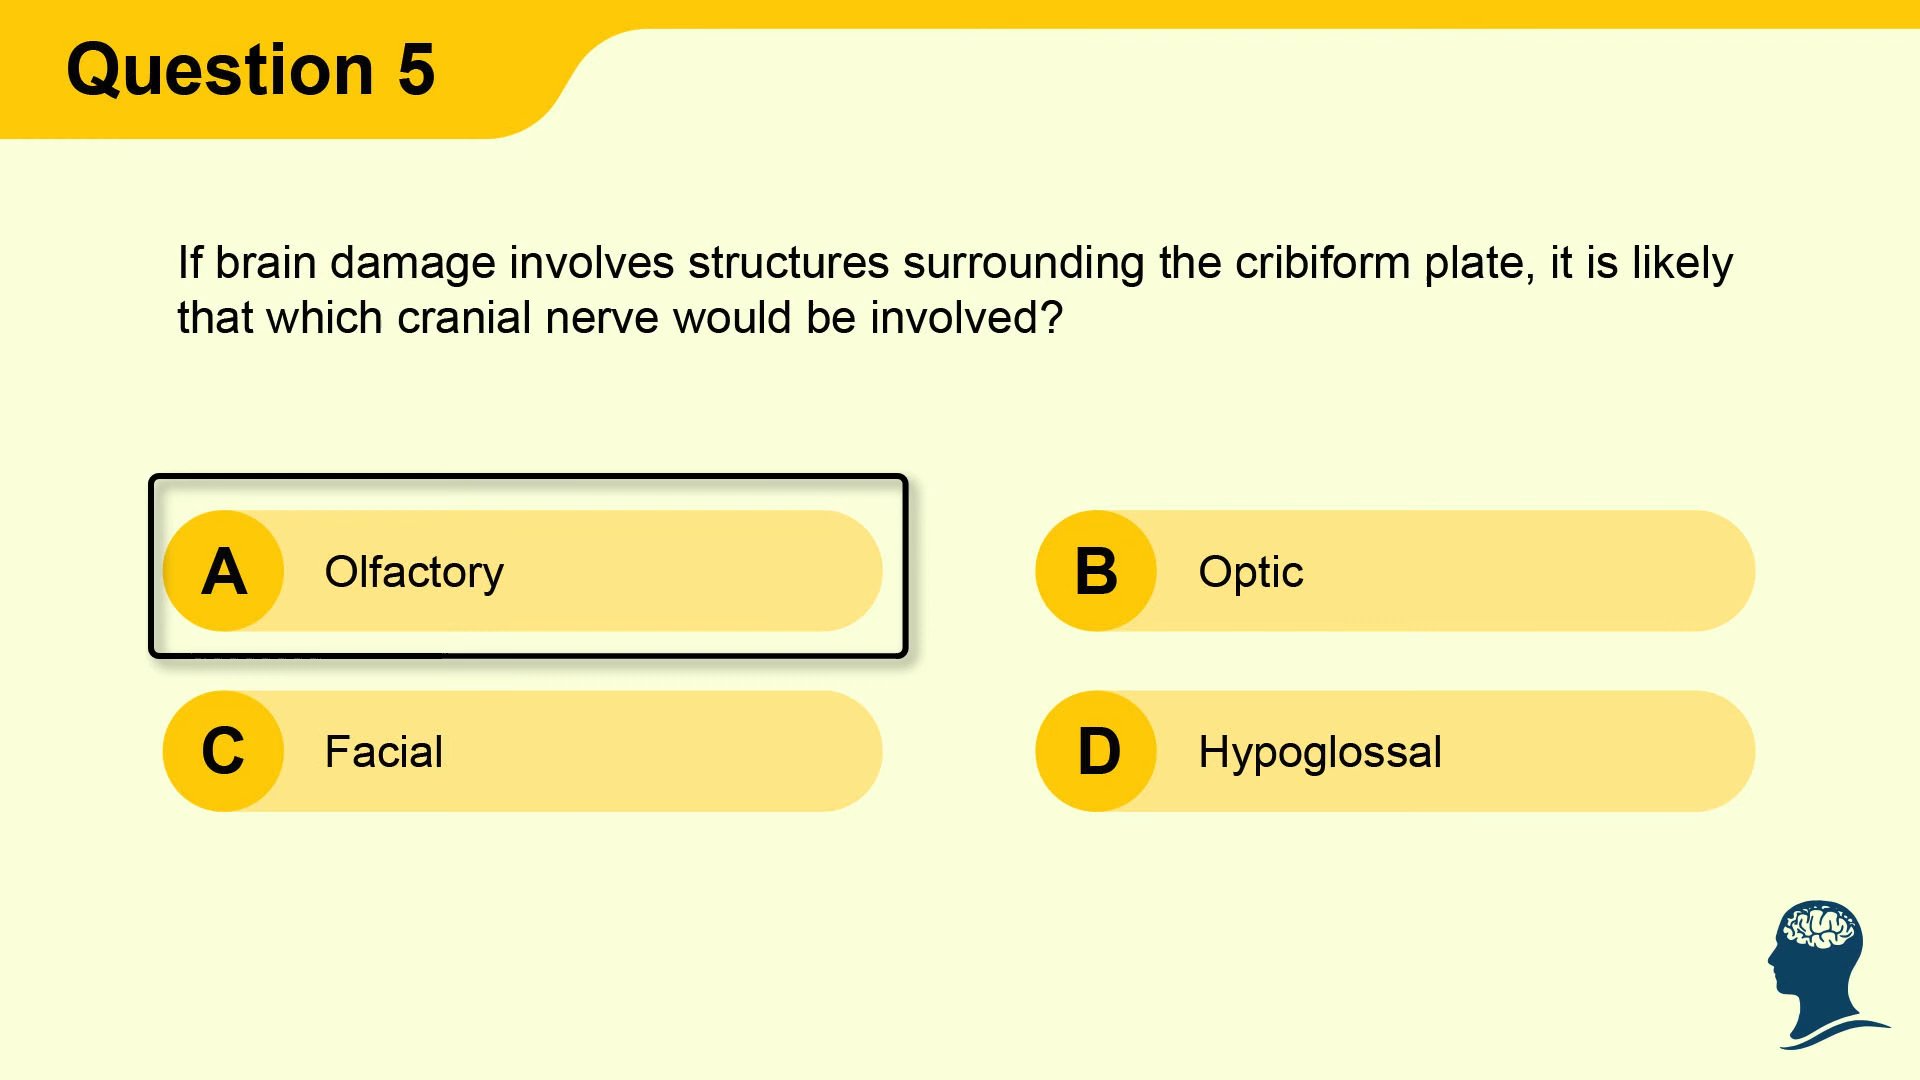 Question 5
If brain damage involves structures surrounding the cribiform plate, it is likely
that which cranial nerve would be involved?
A Olfactory
B Optic
C Facial
D Hypoglossal